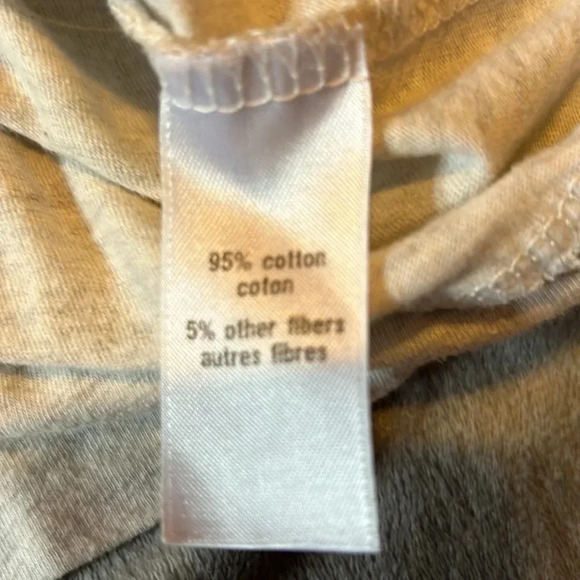 95% cotton
coton
5% other fibers
autres fibres